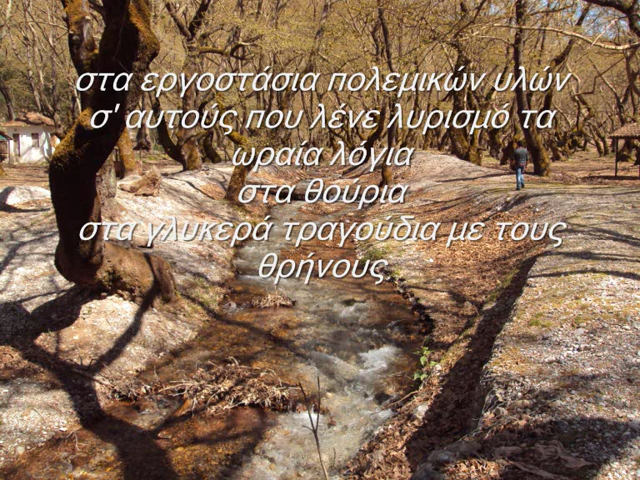 στα εργοστάσια πολεμικών υλών
σ' αυτούς που λένε λυρισμό τα
ωραία λόγια
στα θούρια
στα γλυκερά τραγούδια με τους
θρήνους